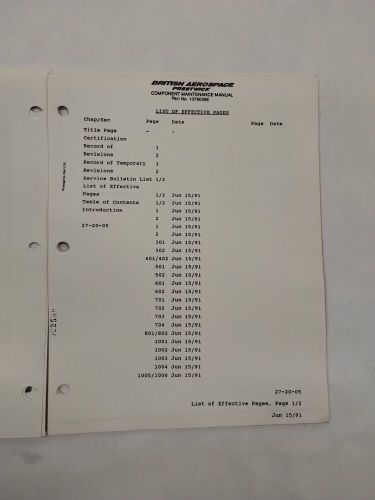 BRITISH AEROSPACE
PRESTWICK
COMPONENT MAINTENANCE MANUAL
LIST OF EFFECTIVE PAGES
Chap/Sec Page Date Page Date
Title Page - -
Certification
Record of 1
Revisions 2
Record of Temporary 1
Revisions 2
Service Bulletin List 1/2
List of Effective
Pages 1/2 Jun 15/91
Table of Contents 1/2 Jun 15/91
Introduction 1 Jun 15/91
2 Jun 15/91
27-20-05 1 Jun 15/91
2 Jun 15/91
301 Jun 15/91
302 Jun 15/91
401/402 Jun 15/91
501 Jun 15/91
502 Jun 15/91
601 Jun 15/91
602 Jun 15/91
701 Jun 15/91
702 Jun 15/91
703 Jun 15/91
704 Jun 15/91
801/802 Jun 15/91
1001 Jun 15/91
1002 Jun 15/91
1003 Jun 15/91
1004 Jun 15/91
1005/1006 Jun 15/91
27-20-05
List of Effective Pages, Page 1/2
Jun 15/91